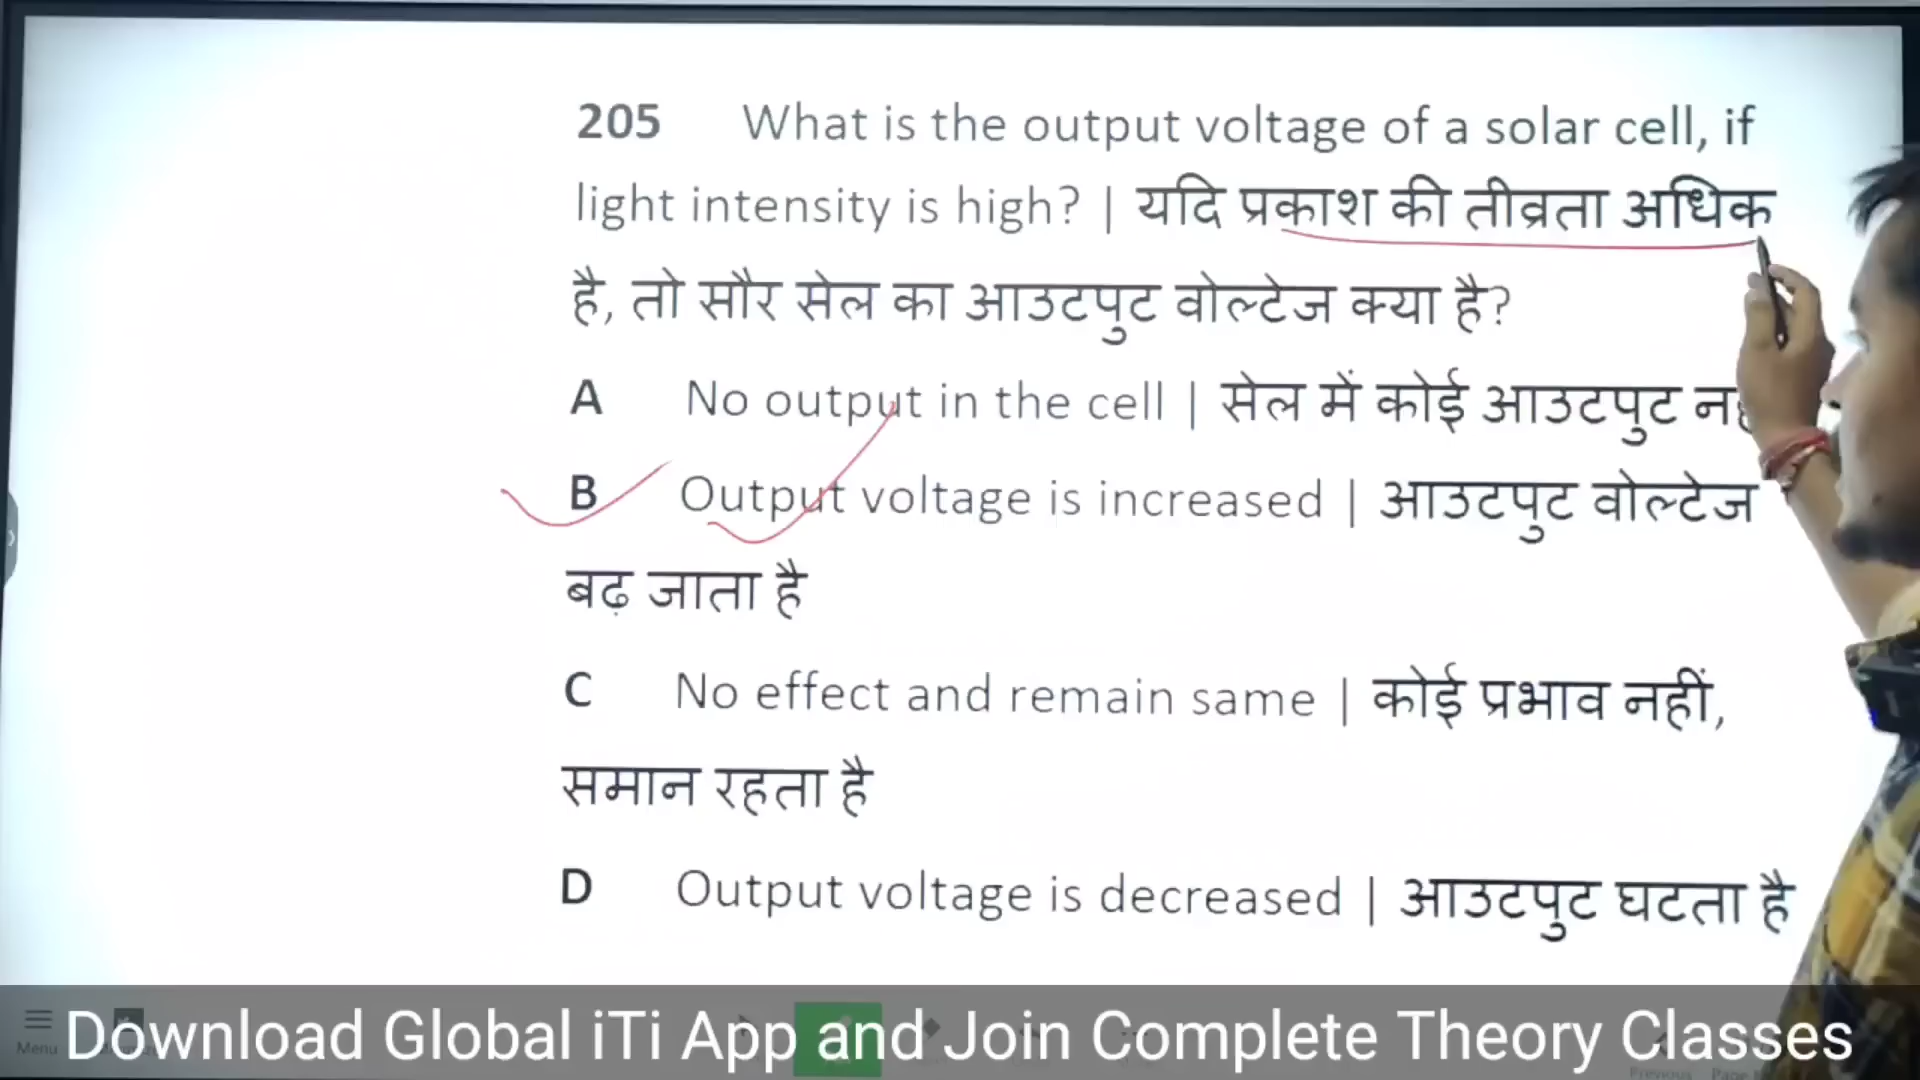 205 What is the output voltage of a solar cell, if
light intensity is high? | यदि प्रकाश की तीव्रता अधिक
है, तो सौर सेल का आउटपुट वोल्टेज क्या है?
A No output in the cell | सेल में कोई आउटपुट
B Output voltage is increased | आउटपुट वोल्टेज
बढ़ जाता है
C No effect and remain same | कोई प्रभाव नहीं,
समान रहता है
D Output voltage is decreased | आउटपुट घटता है
Download Global iTi App and Join Complete Theory Classes
Menu